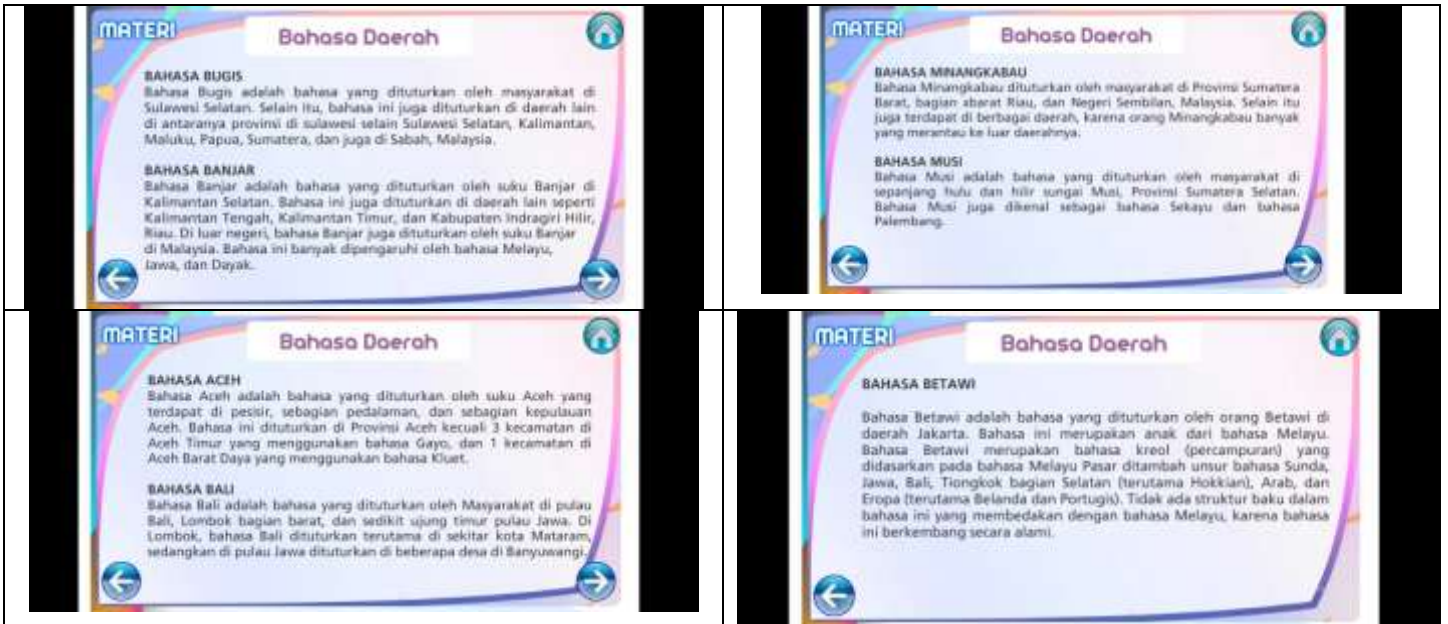 MATERI
Bahasa Daerah
BAHASA BUGIS
Bahasa Bugis adalah bahasa yang dituturkan oleh masyarakat di
Sulawesi Selatan. Selain itu, bahasa ini juga dituturkan di daerah lain
di antaranya provinsi di sulawesi selain Sulawesi Selatan, Kalimantan,
Maluku, Papua, Sumatera, dan juga di Sabah, Malaysia.
BAHASA BANJAR
Bahasa Banjar adalah bahasa yang dituturkan oleh suku Banjar di
Kalimantan Selatan. Bahasa ini juga dituturkan di daerah lain seperti
Kalimantan Tengah, Kalimantan Timur, dan Kabupaten Indragiri Hilir,
Riau. Di luar negeri, bahasa Banjar juga dituturkan oleh suku Banjar
di Malaysia. Bahasa ini banyak dipengaruhi oleh bahasa Melayu,
Jawa, dan Dayak.
MATERI
Bahasa Daerah
BAHASA MINANGKABAU
Bahasa Minangkabau dituturkan oleh masyarakat di Provinsi Sumatera
Barat, bagian abarat Riau, dan Negeri Sembilan, Malaysia. Selain itu
juga terdapat di berbagai daerah, karena orang Minangkabau banyak
yang merantau ke luar daerahnya.
BAHASA MUSI
Bahasa Musi adalah bahasa yang dituturkan oleh masyarakat di
sepanjang hulu dan hilir sungai Musi, Provinsi Sumatera Selatan.
Bahasa Musi juga dikenal sebagai bahasa Sekayu dan bahasa
Palembang.
MATERI
Bahasa Daerah
BAHASA ACEH
Bahasa Aceh adalah bahasa yang dituturkan oleh suku Aceh yang
terdapat di pesisir, sebagian pedalaman, dan sebagian kepulauan
Aceh. Bahasa ini dituturkan di Provinsi Aceh kecuali 3 kecamatan di
Aceh Timur yang menggunakan bahasa Gayo, dan 1 kecamatan di
Aceh Barat Daya yang menggunakan bahasa Kluet.
BAHASA BALI
Bahasa Bali adalah bahasa yang dituturkan oleh Masyarakat di pulau
Bali, Lombok bagian barat, dan sedikit ujung timur pulau Jawa. Di
Lombok, bahasa Bali dituturkan terutama di sekitar kota Mataram,
sedangkan di pulau Jawa dituturkan di beberapa desa di Banyuwangi.
MATERI
Bahasa Daerah
BAHASA BETAWI
Bahasa Betawi adalah bahasa yang dituturkan oleh orang Betawi di
daerah Jakarta. Bahasa ini merupakan anak dari bahasa Melayu.
Bahasa Betawi merupakan bahasa kreol (percampuran) yang
didasarkan pada bahasa Melayu Pasar ditambah unsur bahasa Sunda,
Jawa, Bali, Tiongkok bagian Selatan (terutama Hokkian), Arab, dan
Eropa (terutama Belanda dan Portugis). Tidak ada struktur baku dalam
bahasa ini yang membedakan dengan bahasa Melayu, karena bahasa
ini berkembang secara alami.